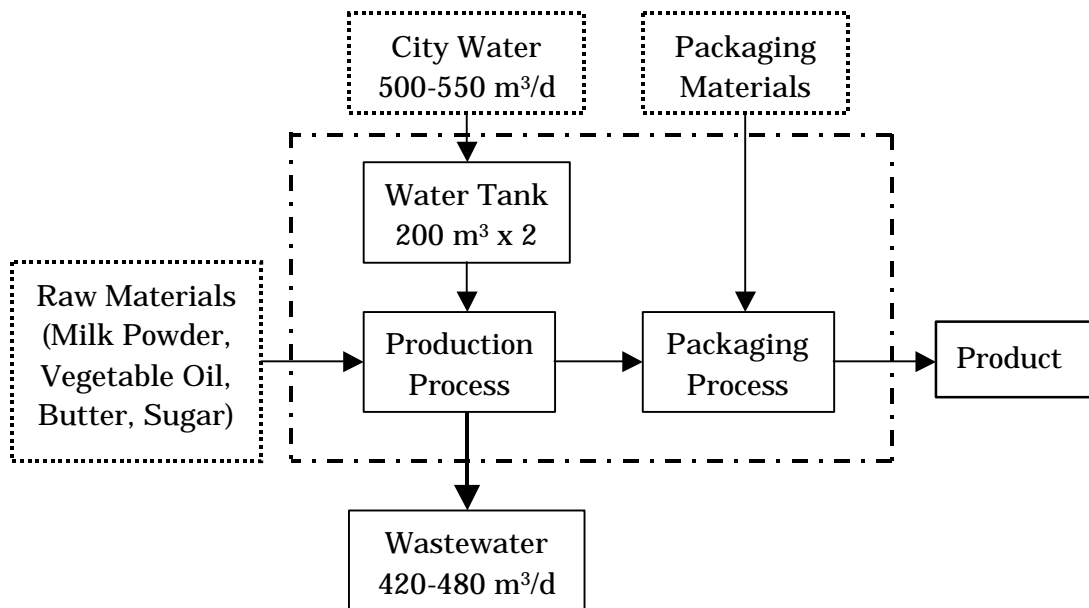 City Water
500-550 m³/d
Packaging
Materials
Water Tank
200 m³ x 2
Raw Materials
(Milk Powder,
Vegetable Oil,
Butter, Sugar)
Production
Process
Packaging
Process
Product
Wastewater
420-480 m³/d